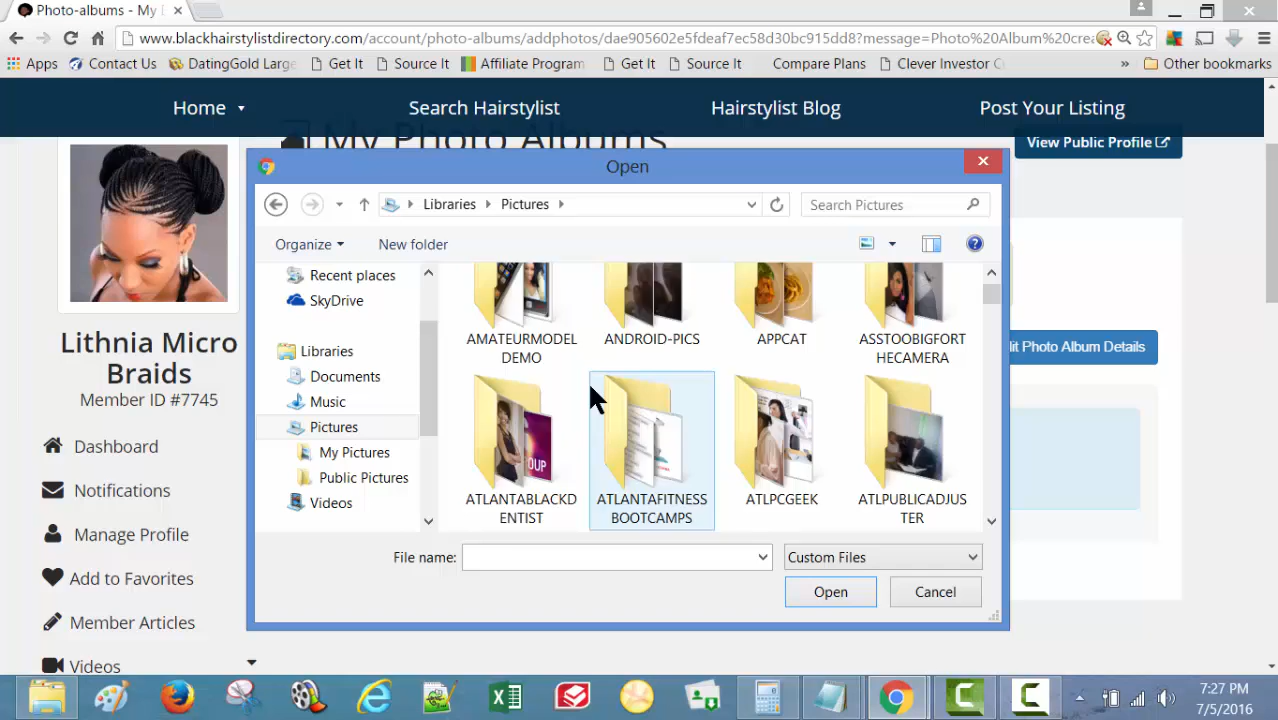 Photo-albums - My E
www.blackhairstylistdirectory.com/account/photo-albums/addphotos/dae905602e5fdeaf7ec58d30bc915dd8?message=Photo%20Album%20crea
Apps Contact Us DatingGold Large Get It Source It Affiliate Program Get It Source It Compare Plans Clever Investor C » Other bookmarks
Home Search Hairstylist Hairstylist Blog Post Your Listing
My Photo Albums
View Public Profile
Open
Libraries Pictures Search Pictures
Organize New folder
Recent places
SkyDrive
Libraries
Documents
Music
Pictures
My Pictures
Public Pictures
Videos
AMATEURMODEL
DEMO
ANDROID-PICS
APPCAT
ASSTOOBIGFORT
HECAMERA
ATLANTABLACKD
ENTIST
ATLANTAFITNESS
BOOTCAMPS
ATLPCGEEK
ATLPUBLICADJUS
TER
File name: Custom Files
Open Cancel
Lithnia Micro
Braids
Member ID #7745
Dashboard
Notifications
Manage Profile
Add to Favorites
Member Articles
Videos
lit Photo Album Details
7:27 PM
7/5/2016